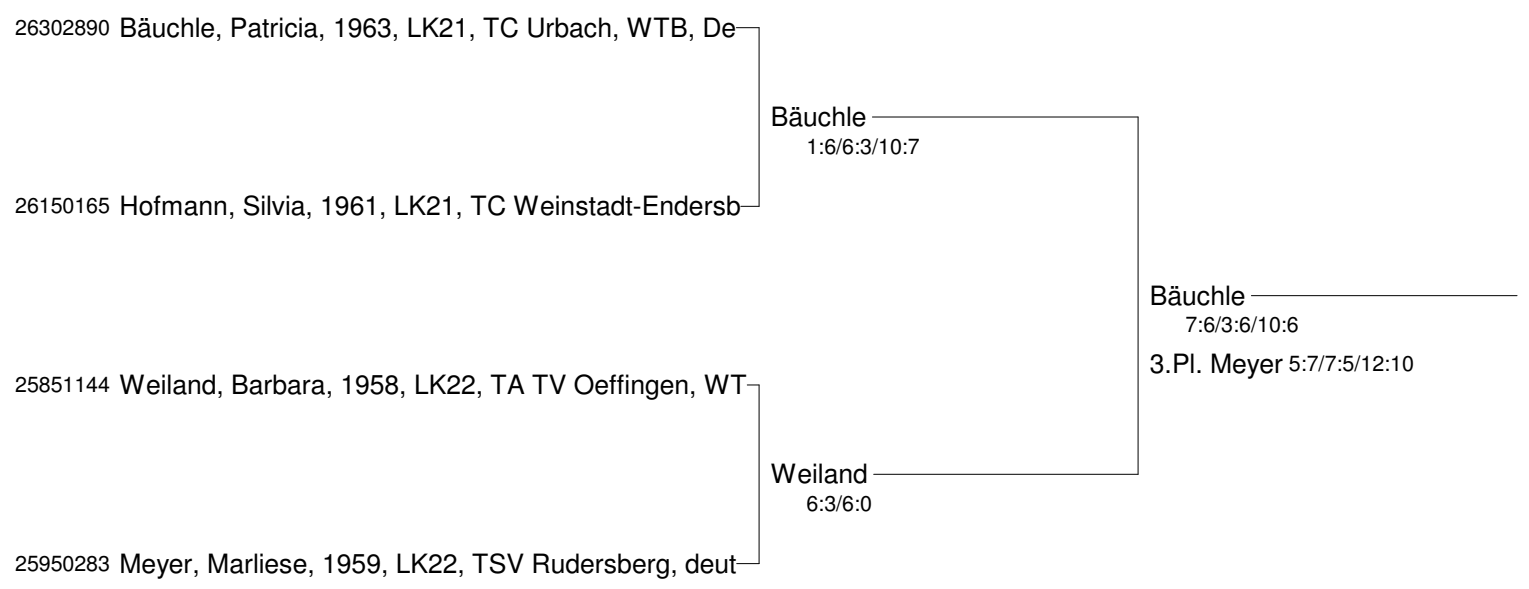 26302890 Bäuchle, Patricia, 1963, LK21, TC Urbach, WTB, De
Bäuchle
1:6/6:3/10:7
26150165 Hofmann, Silvia, 1961, LK21, TC Weinstadt-Endersb
Bäuchle
7:6/3:6/10:6
3.Pl. Meyer 5:7/7:5/12:10
25851144 Weiland, Barbara, 1958, LK22, TA TV Oeffingen, WT
Weiland
6:3/6:0
25950283 Meyer, Marliese, 1959, LK22, TSV Rudersberg, deut